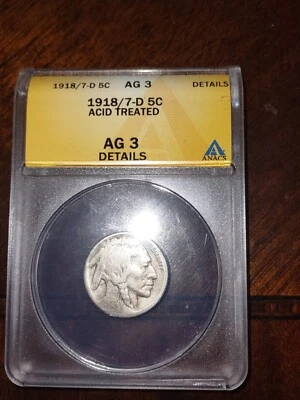 1918/7-D 5C AG 3 DETAILS
1918/7-D 5C
ACID TREATED
AG 3
DETAILS
ANACS